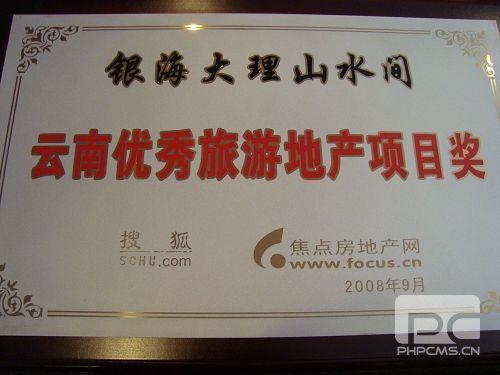 银海大理山水间
云南优秀旅游地产项目奖
搜狐
SOHU.com
焦点房地产网
www.focus.cn
2008年9月
PC
PHPCMS.CN